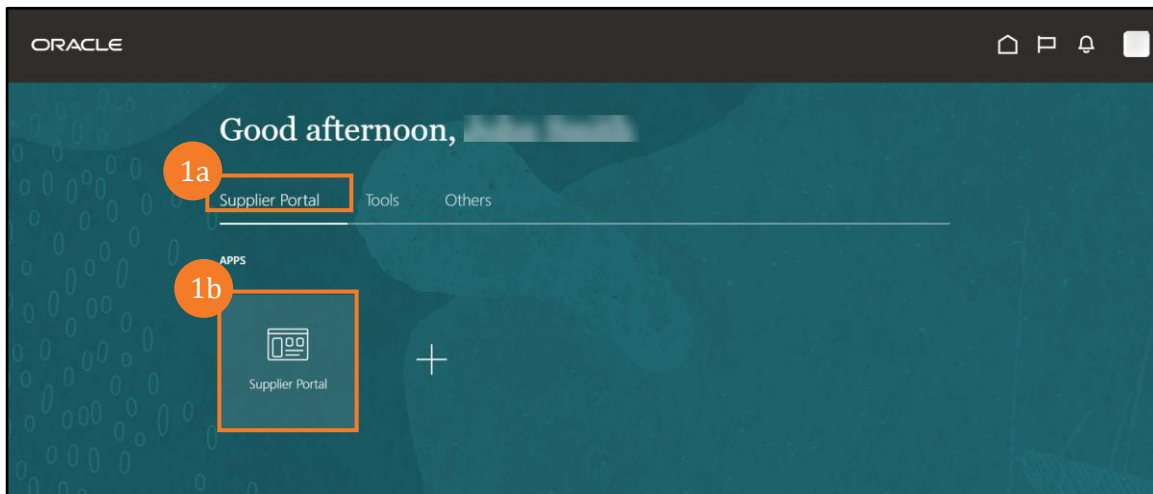 ORACLE
Good afternoon,
1a
Supplier Portal Tools Others
APPS
1b
Supplier Portal